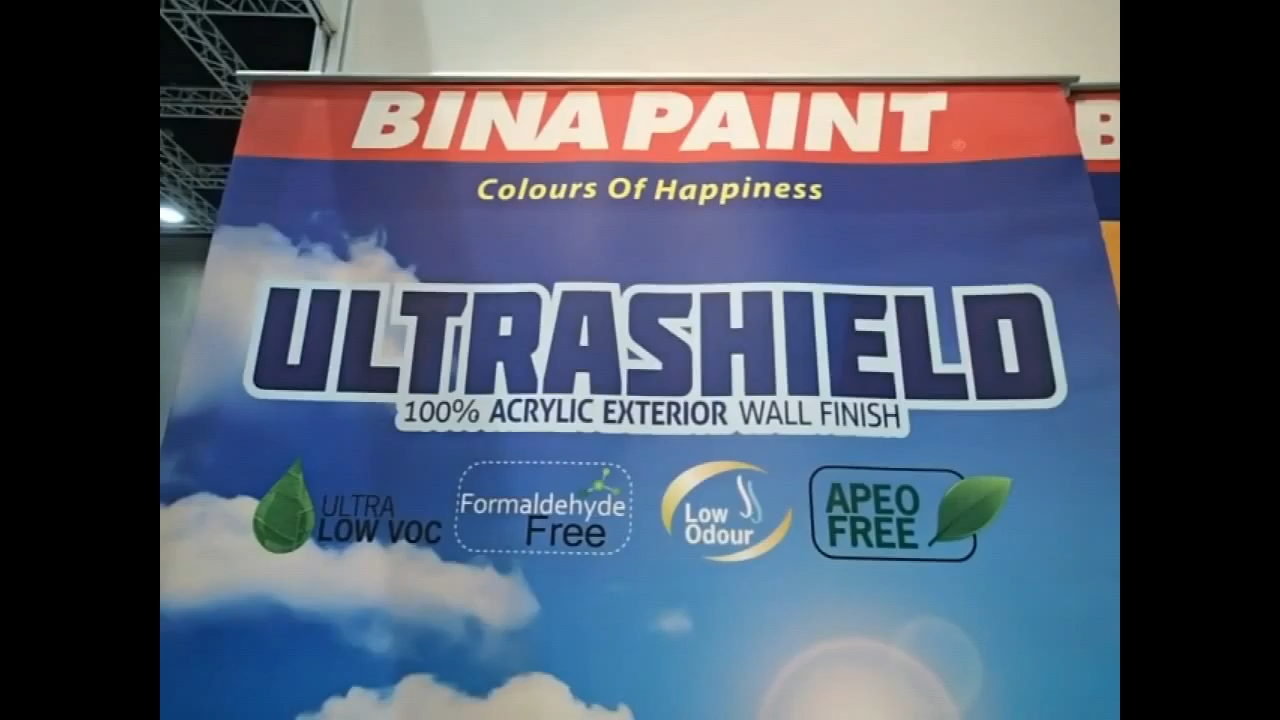 BINA PAINT®
Colours Of Happiness
ULTRASHIELD
100% ACRYLIC EXTERIOR WALL FINISH
ULTRA
LOW VOC
Formaldehyde
Free
Low
Odour
APEO
FREE
B